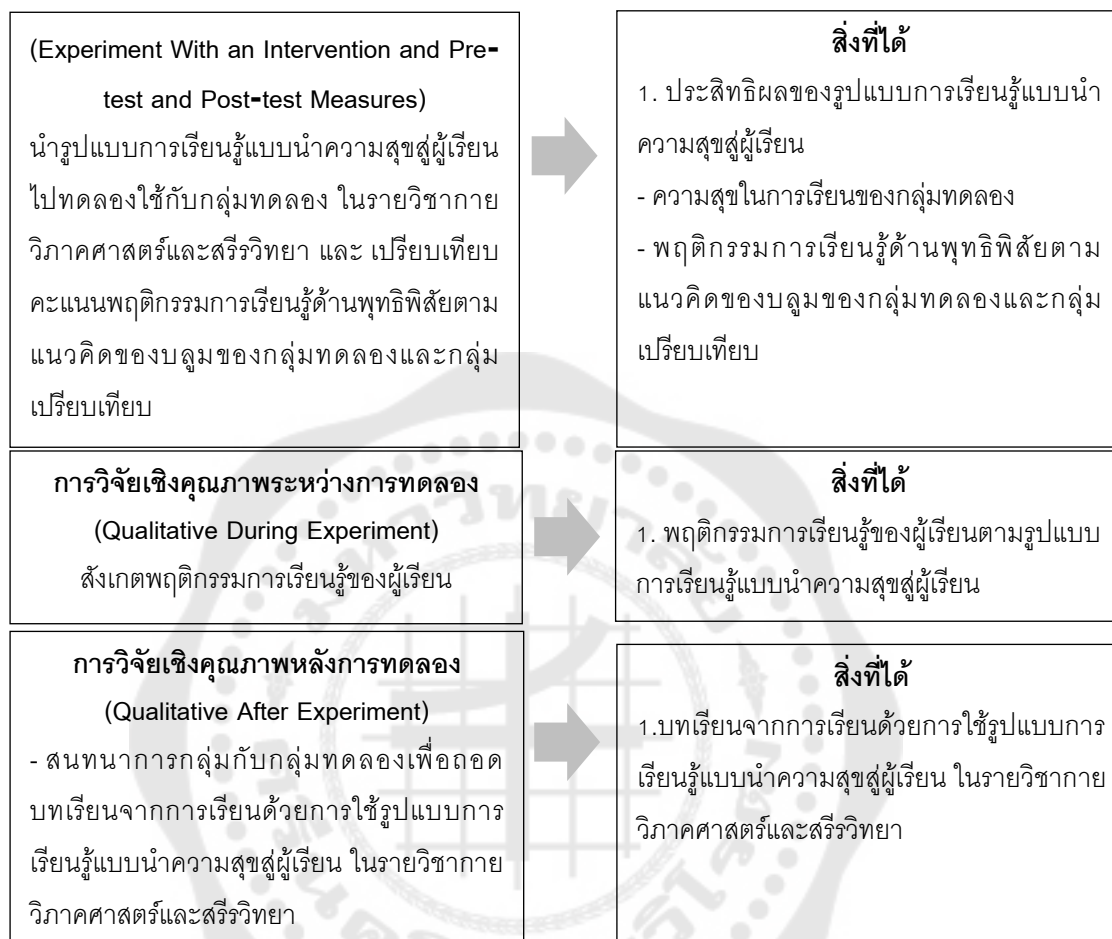 (Experiment With an Intervention and Pre-
test and Post-test Measures)
นำรูปแบบการเรียนรู้แบบนำความสุขสู่ผู้เรียน
ไปทดลองใช้กับกลุ่มทดลอง ในรายวิชากาย
วิภาคศาสตร์และสรีรวิทยา และ เปรียบเทียบ
คะแนนพฤติกรรมการเรียนรู้ด้านพุทธิพิสัยตาม
แนวคิดของบลูมของกลุ่มทดลองและกลุ่ม
เปรียบเทียบ
สิ่งที่ได้
1. ประสิทธิผลของรูปแบบการเรียนรู้แบบนำ
ความสุขสู่ผู้เรียน
- ความสุขในการเรียนของกลุ่มทดลอง
- พฤติกรรมการเรียนรู้ด้านพุทธิพิสัยตาม
แนวคิดของบลูมของกลุ่มทดลองและกลุ่ม
เปรียบเทียบ
การวิจัยเชิงคุณภาพระหว่างการทดลอง
(Qualitative During Experiment)
สังเกตพฤติกรรมการเรียนรู้ของผู้เรียน
สิ่งที่ได้
1. พฤติกรรมการเรียนรู้ของผู้เรียนตามรูปแบบ
การเรียนรู้แบบนำความสุขสู่ผู้เรียน
การวิจัยเชิงคุณภาพหลังการทดลอง
(Qualitative After Experiment)
- สนทนาการกลุ่มกับกลุ่มทดลองเพื่อถอด
บทเรียนจากการเรียนด้วยการใช้รูปแบบการ
เรียนรู้แบบนำความสุขสู่ผู้เรียน ในรายวิชากาย
วิภาคศาสตร์และสรีรวิทยา
สิ่งที่ได้
1.บทเรียนจากการเรียนด้วยการใช้รูปแบบการ
เรียนรู้แบบนำความสุขสู่ผู้เรียน ในรายวิชากาย
วิภาคศาสตร์และสรีรวิทยา